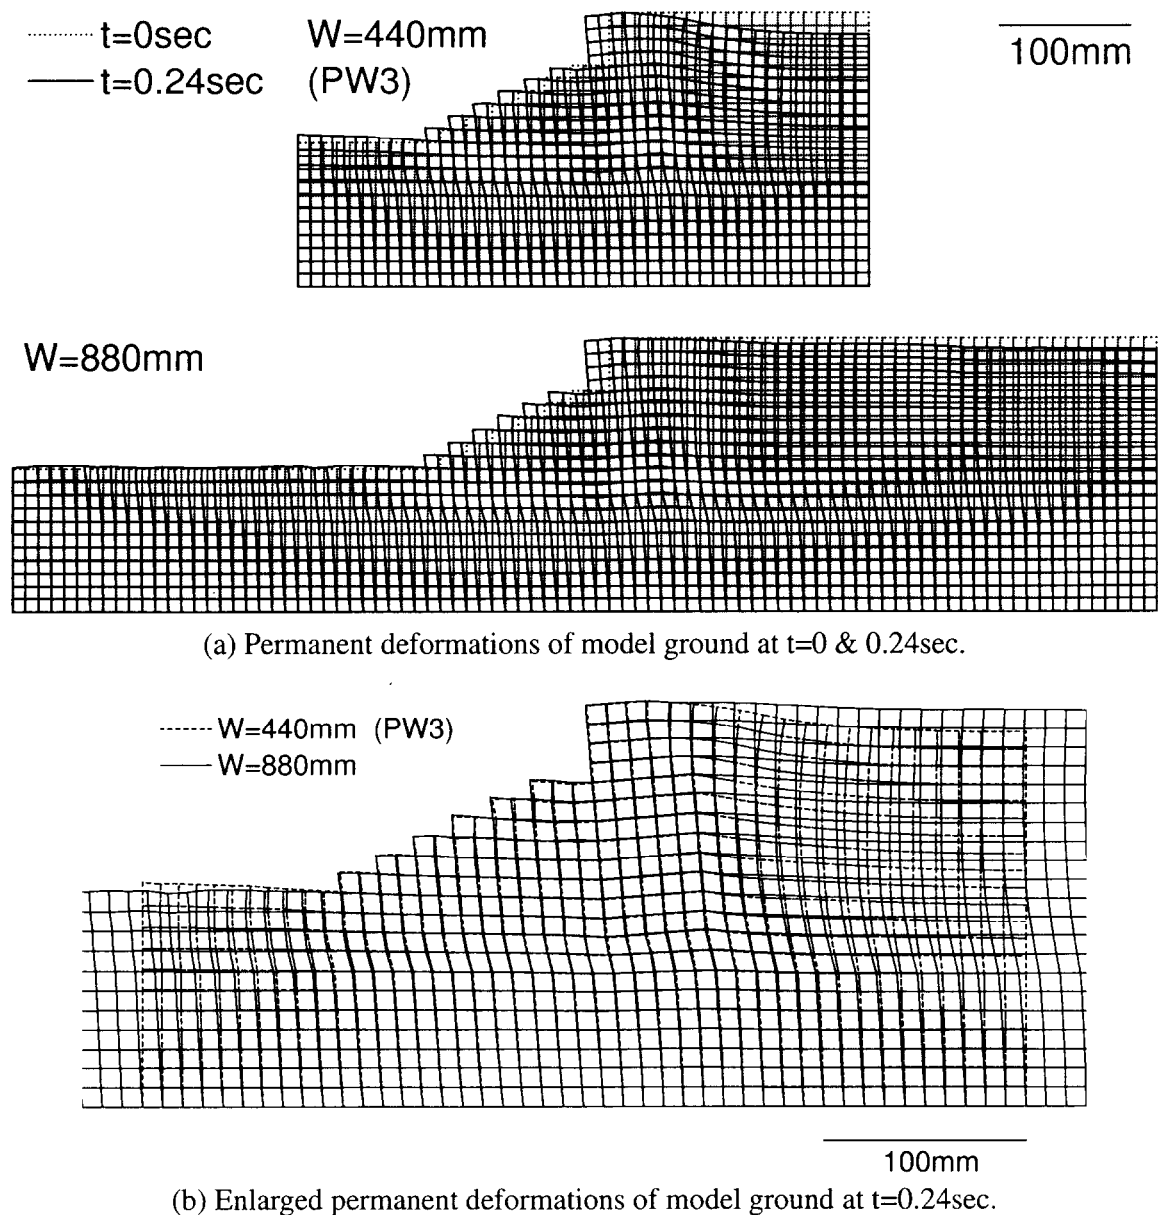 t=0sec W=440mm
t=0.24sec (PW3)
100mm
W=880mm
(a) Permanent deformations of model ground at t=0 & 0.24sec.
W=440mm (PW3)
W=880mm
100mm
(b) Enlarged permanent deformations of model ground at t=0.24sec.